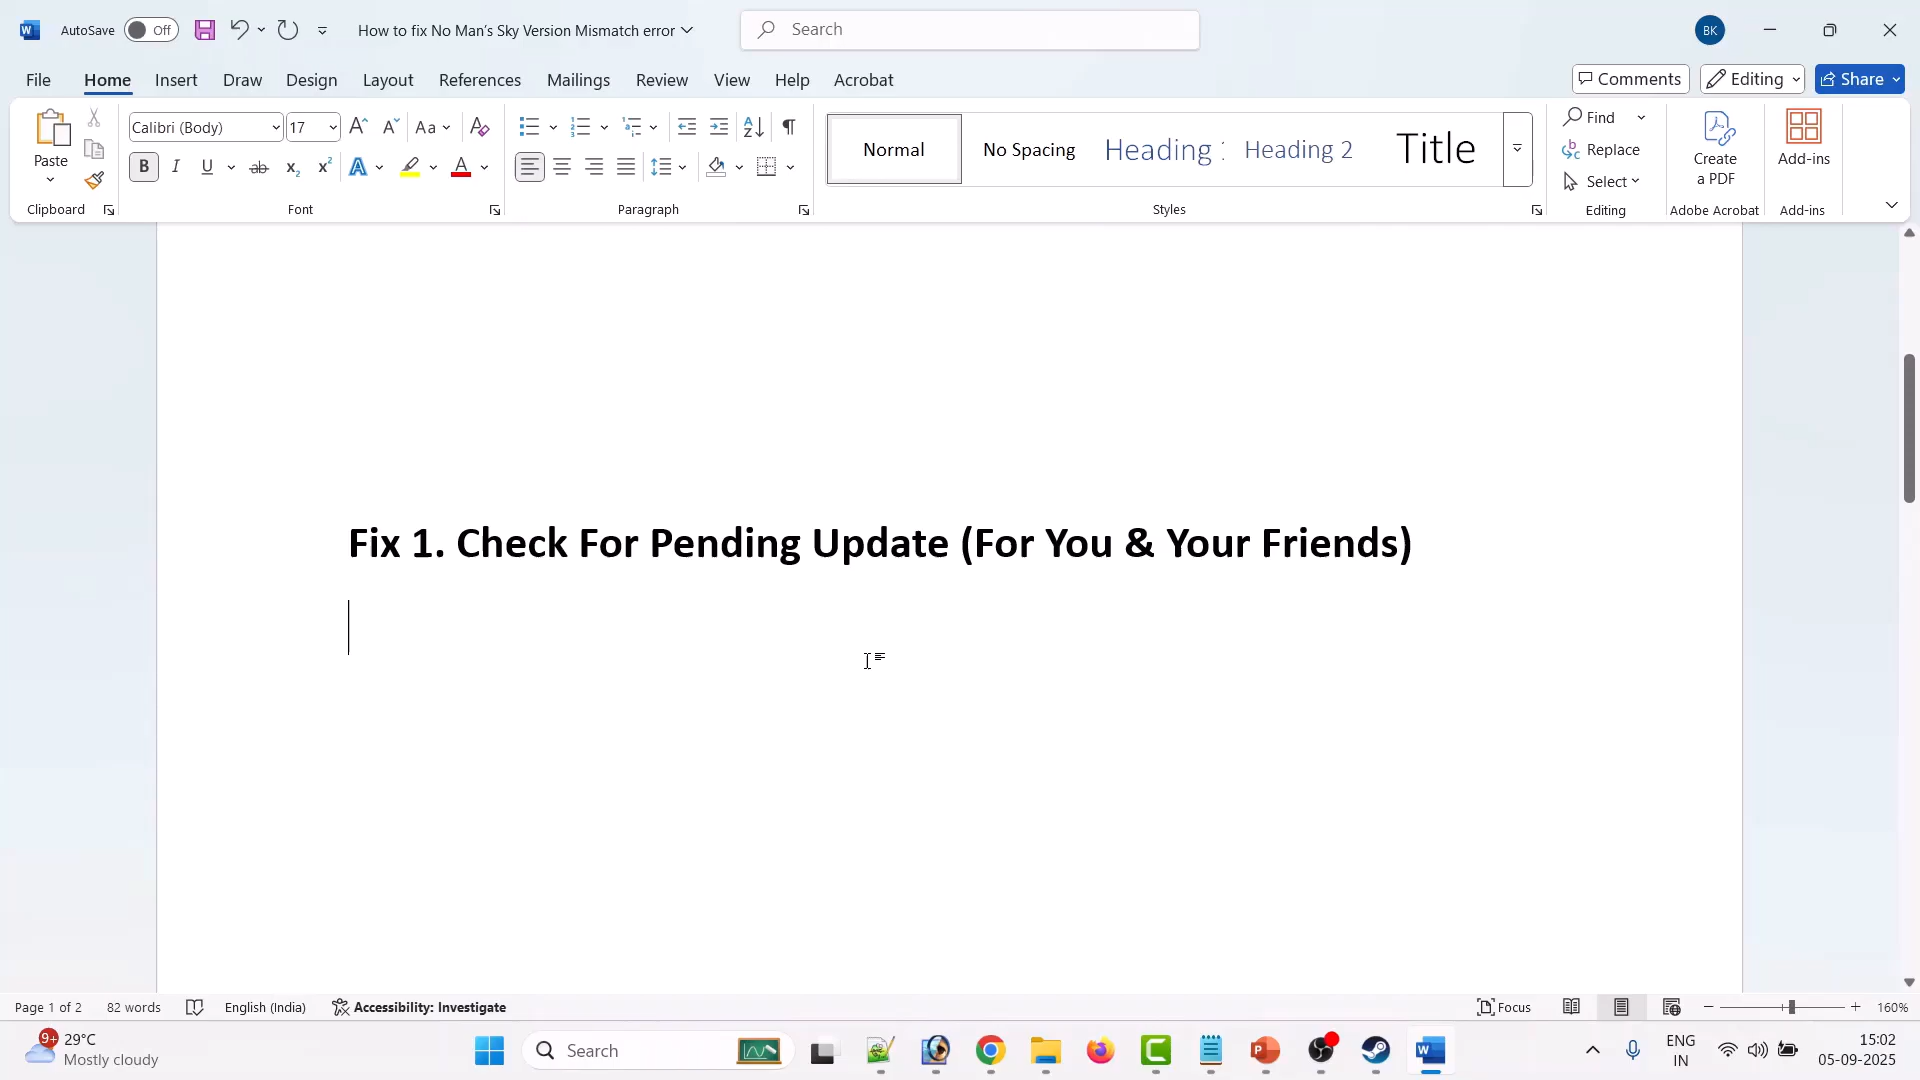 AutoSave Off How to fix No Man's Sky Version Mismatch error Search BK
File Home Insert Draw Design Layout References Mailings Review View Help Acrobat Comments Editing Share
Paste Calibri (Body) 17 Normal No Spacing Heading Heading 2 Title Find Replace Select Create a PDF Add-ins
Clipboard Font Paragraph Styles Editing Adobe Acrobat Add-ins
Fix 1. Check For Pending Update (For You & Your Friends)
Page 1 of 2 82 words English (India) Accessibility: Investigate Focus 160%
9+ 29°C Search ENG 15:02
Mostly cloudy IN 05-09-2025